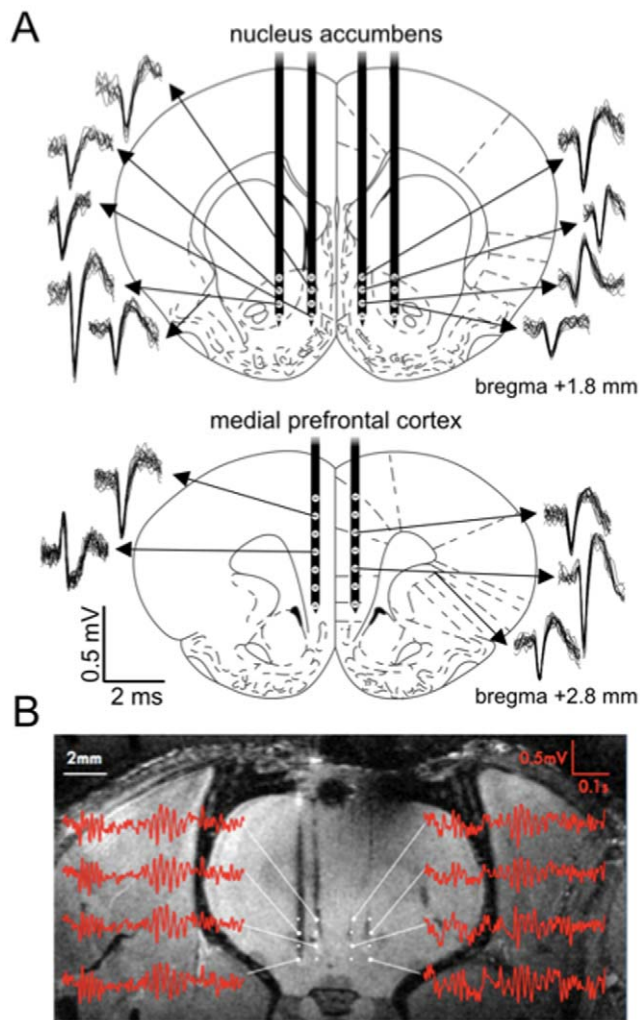 A
nucleus accumbens
bregma +1.8 mm
medial prefrontal cortex
0.5 mV
2 ms
bregma +2.8 mm
B
2mm
0.5mV
0.1s